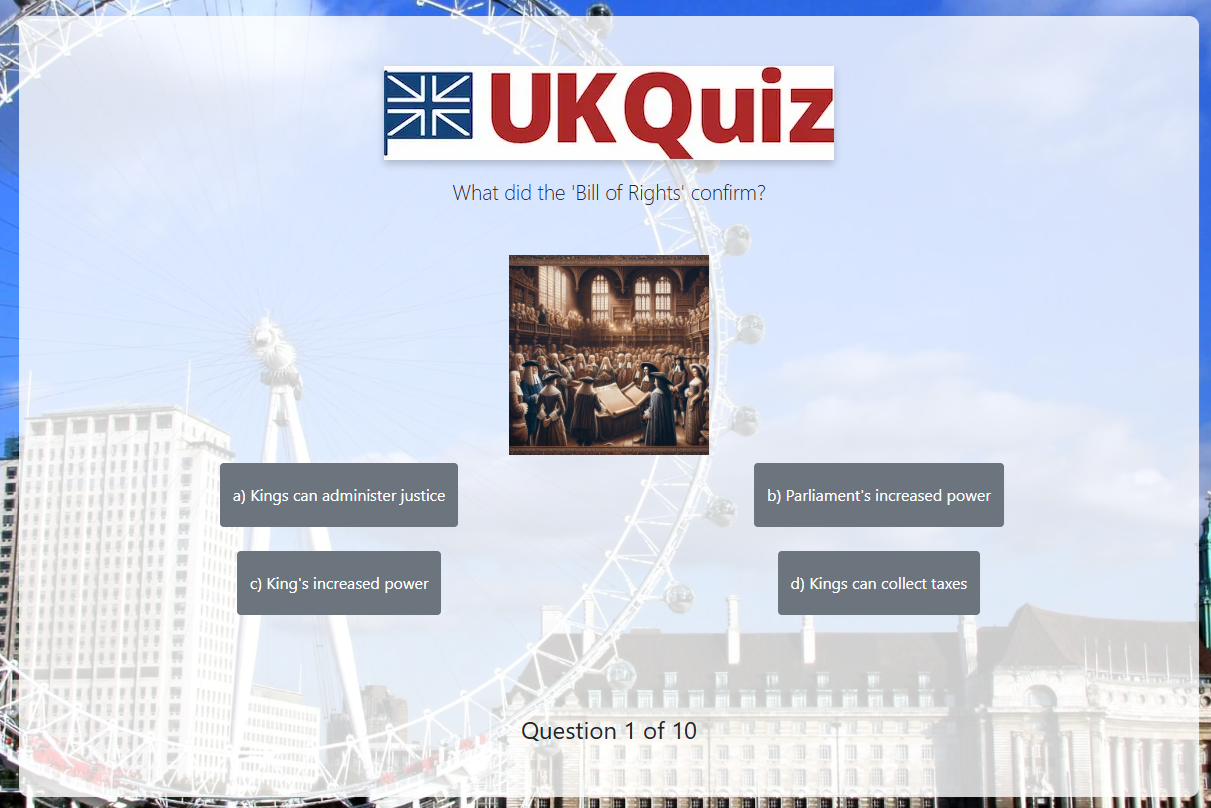 UKQuiz
What did the 'Bill of Rights' confirm?
a) Kings can administer justice
b) Parliament's increased power
c) King's increased power
d) Kings can collect taxes
Question 1 of 10